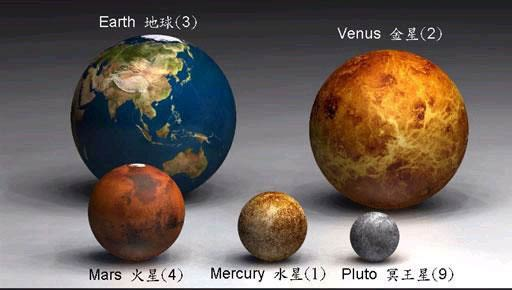 Earth 地球(3)
Venus 金星(2)
Mars 火星(4)
Mercury 水星(1)
Pluto 冥王星(9)